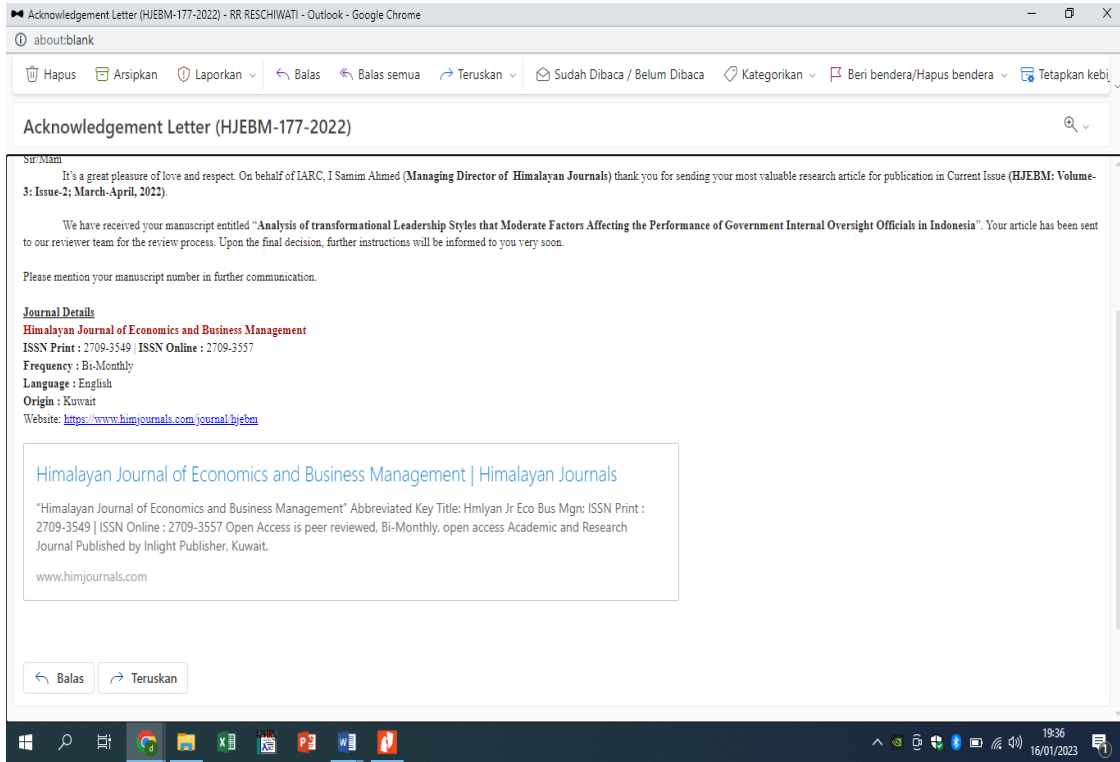 Acknowledgement Letter (HJEBM-177-2022) - RR RESCHIWATI - Outlook - Google Chrome
about:blank
Hapus Arsipkan Laporkan Balas Balas semua Teruskan Sudah Dibaca / Belum Dibaca Kategorikan Beri bendera/Hapus bendera Tetapkan kebij
Acknowledgement Letter (HJEBM-177-2022)
Sir/Mam
It's a great pleasure of love and respect. On behalf of IARC, I Samim Ahmed (Managing Director of Himalayan Journals) thank you for sending your most valuable research article for publication in Current Issue (HJEBM: Volume-
3: Issue-2; March-April, 2022).
We have received your manuscript entitled “Analysis of transformational Leadership Styles that Moderate Factors Affecting the Performance of Government Internal Oversight Officials in Indonesia”. Your article has been sent
to our reviewer team for the review process. Upon the final decision, further instructions will be informed to you very soon.
Please mention your manuscript number in further communication.
Journal Details
Himalayan Journal of Economics and Business Management
ISSN Print : 2709-3549 | ISSN Online : 2709-3557
Frequency : Bi-Monthly
Language : English
Origin : Kuwait
Website: https://www.himjournals.com/journal/hjebm
Himalayan Journal of Economics and Business Management | Himalayan Journals
“Himalayan Journal of Economics and Business Management” Abbreviated Key Title: Hmlyan Jr Eco Bus Mgn; ISSN Print :
2709-3549 | ISSN Online : 2709-3557 Open Access is peer reviewed, Bi-Monthly, open access Academic and Research
Journal Published by Inlight Publisher, Kuwait.
www.himjournals.com
Balas Teruskan
19:36
16/01/2023